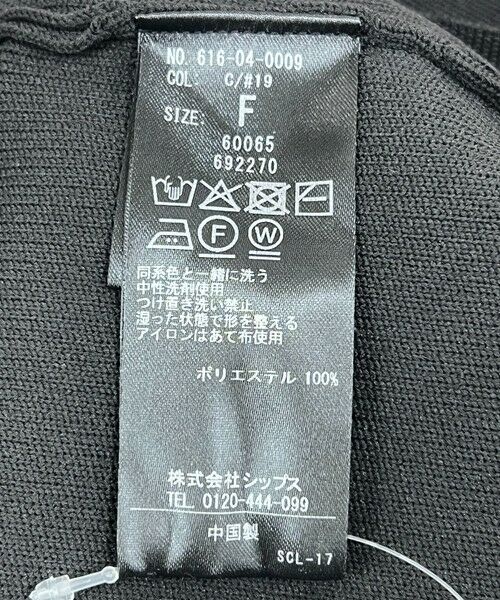 NO. 616-04-0009
COL. C/#19
SIZE. F
60065
692270
F W
同系色と一緒に洗う
中性洗剤使用
つけ置き洗い禁止
湿った状態で形を整える
アイロンはあて布使用
ポリエステル 100%
株式会社シップス
TEL 0120-444-099
中国製
SCL-17